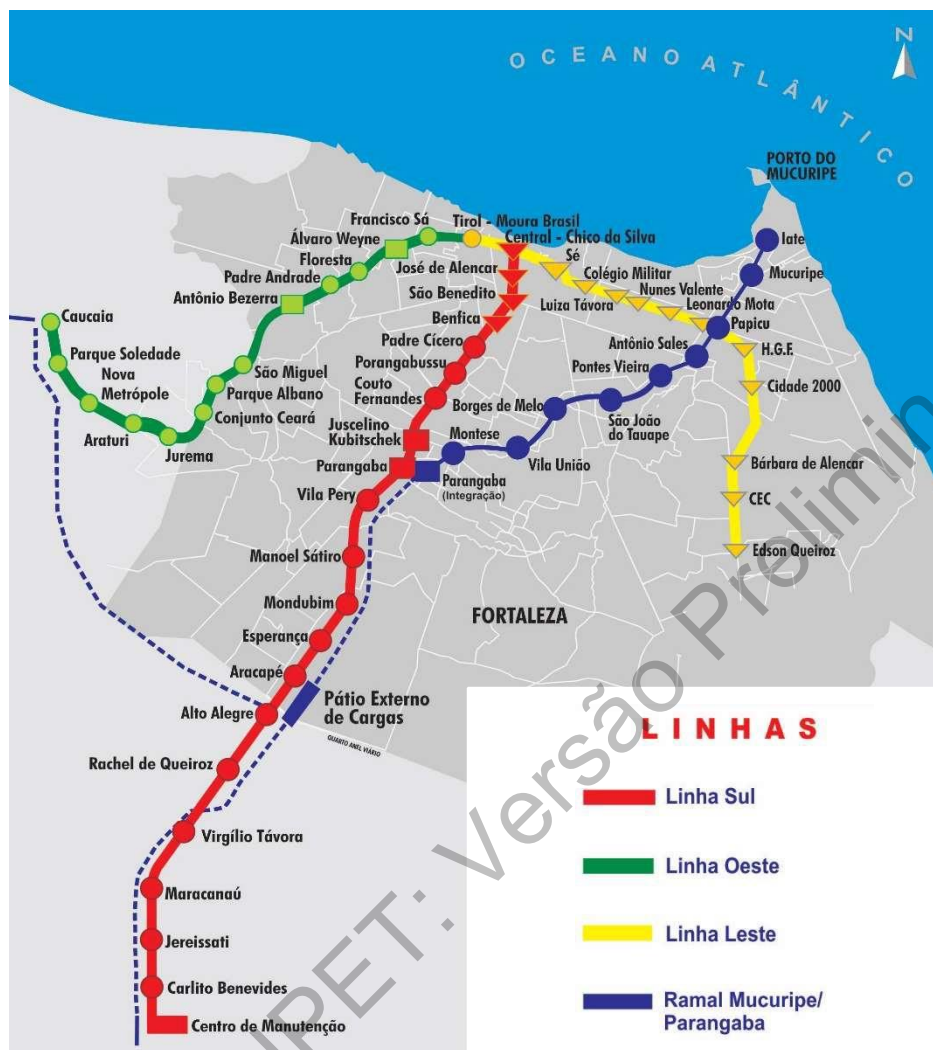 N
OCEANO ATLÂNTICO
PORTO DO
MUCURIPE
Francisco Sá
Tirol - Moura Brasil
Central - Chico da Silva
Iate
Álvaro Weyne
Floresta
José de Alencar
Sé
Colégio Militar
Mucuripe
Padre Andrade
Antônio Bezerra
São Benedito
Luiza Távora
Nunes Valente
Leonardo Mota
Caucaia
Benfica
Papicu
Padre Cícero
Antônio Sales
H.G.F.
Parque Soledade
Nova
Metrópole
São Miguel
Parque Albano
Conjunto Ceará
Porangabussu
Couto
Fernandes
Pontes Vieira
Cidade 2000
Araturi
Jurema
Borges de Melo
São João
do Tauape
Juscelino
Kubitschek
Montese
Vila União
Parangaba
Parangaba
(Integração)
Bárbara de Alencar
Vila Pery
CEC
Manoel Sátiro
Edson Queiroz
Mondubim
FORTALEZA
Esperança
Aracapé
Pátio Externo
de Cargas
Alto Alegre
QUARTO ANEL VIÁRIO
Rachel de Queiroz
Virgílio Távora
Maracanaú
Jereissati
Carlito Benevides
Centro de Manutenção
LINHAS
Linha Sul
Linha Oeste
Linha Leste
Ramal Mucuripe/
Parangaba
IPET: Versão Prelimin